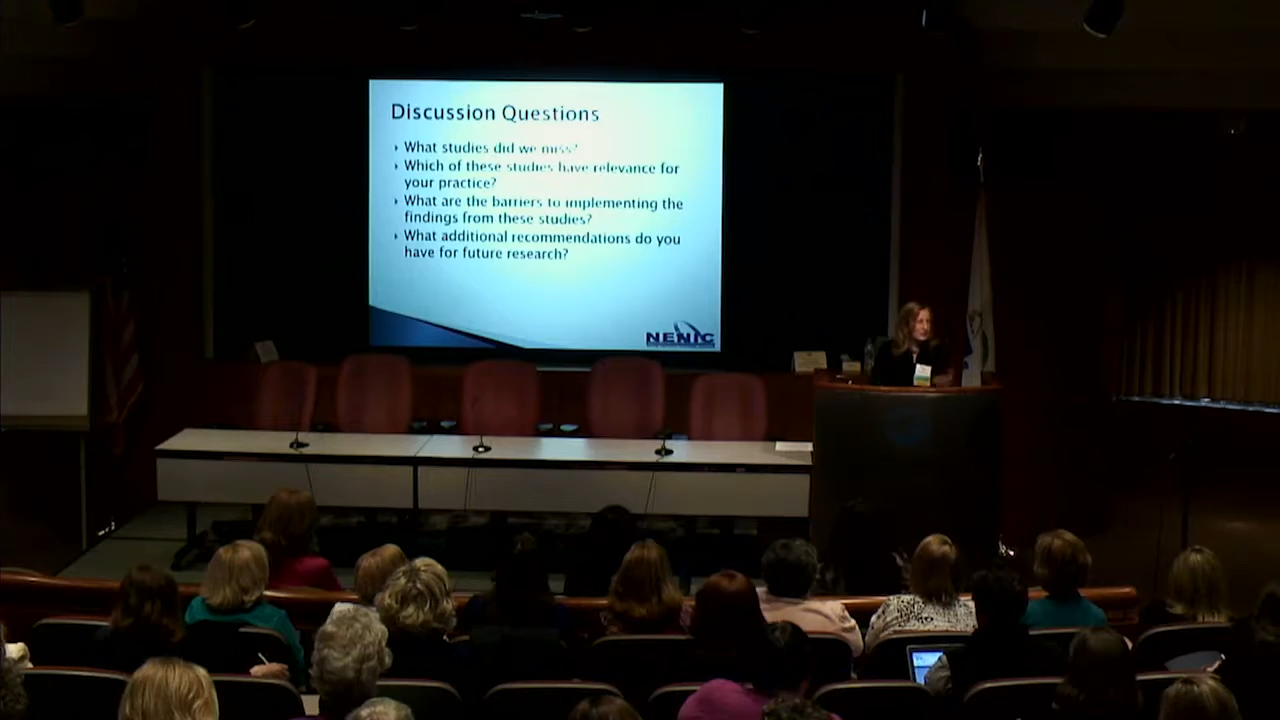 Discussion Questions
What studies did we miss?
Which of these studies have relevance for
your practice?
What are the barriers to implementing the
findings from these studies?
What additional recommendations do you
have for future research?
NENIC